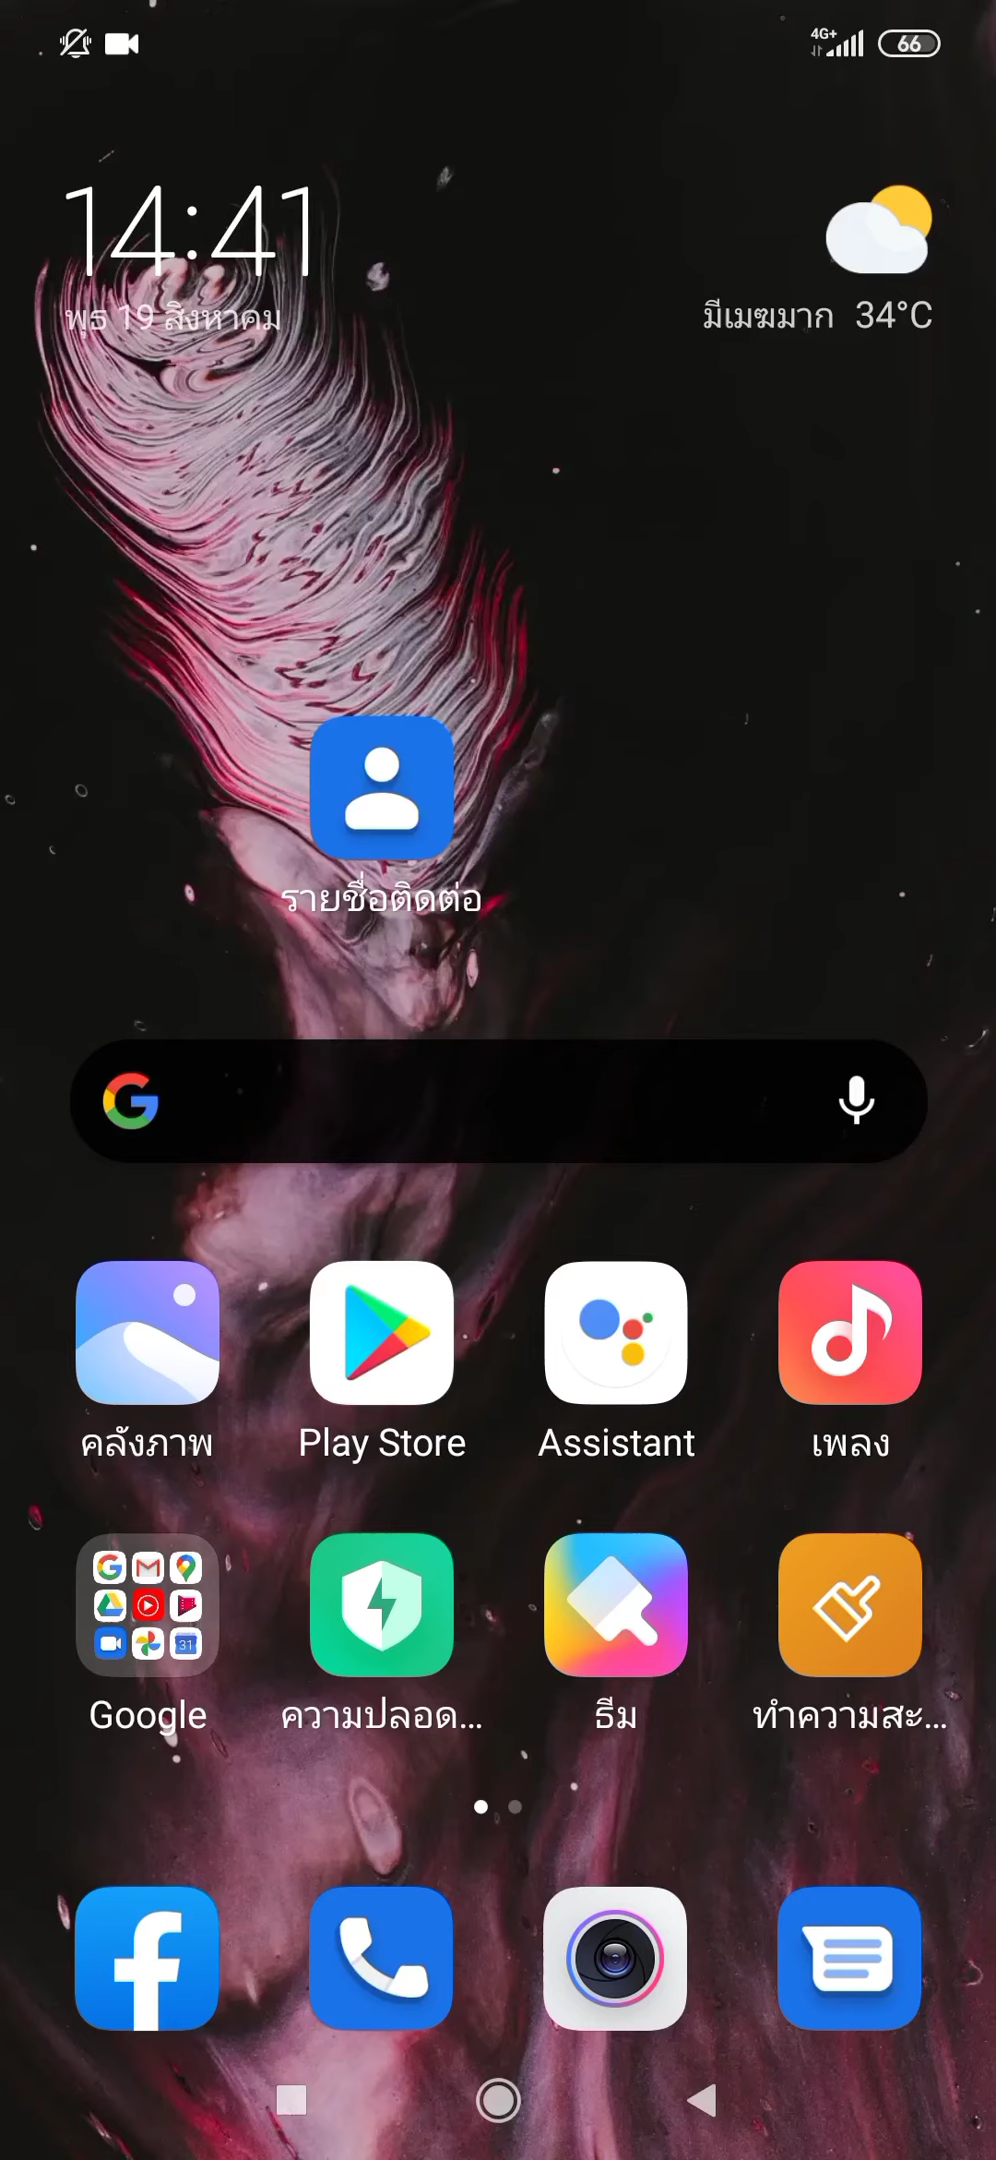 4G+
66
14:41
พุธ 19 สิงหาคม
มีเมฆมาก 34°C
รายชื่อติดต่อ
คลังภาพ
Play Store
Assistant
เพลง
31
Google
ความปลอด...
ธีม
ทำความสะ...